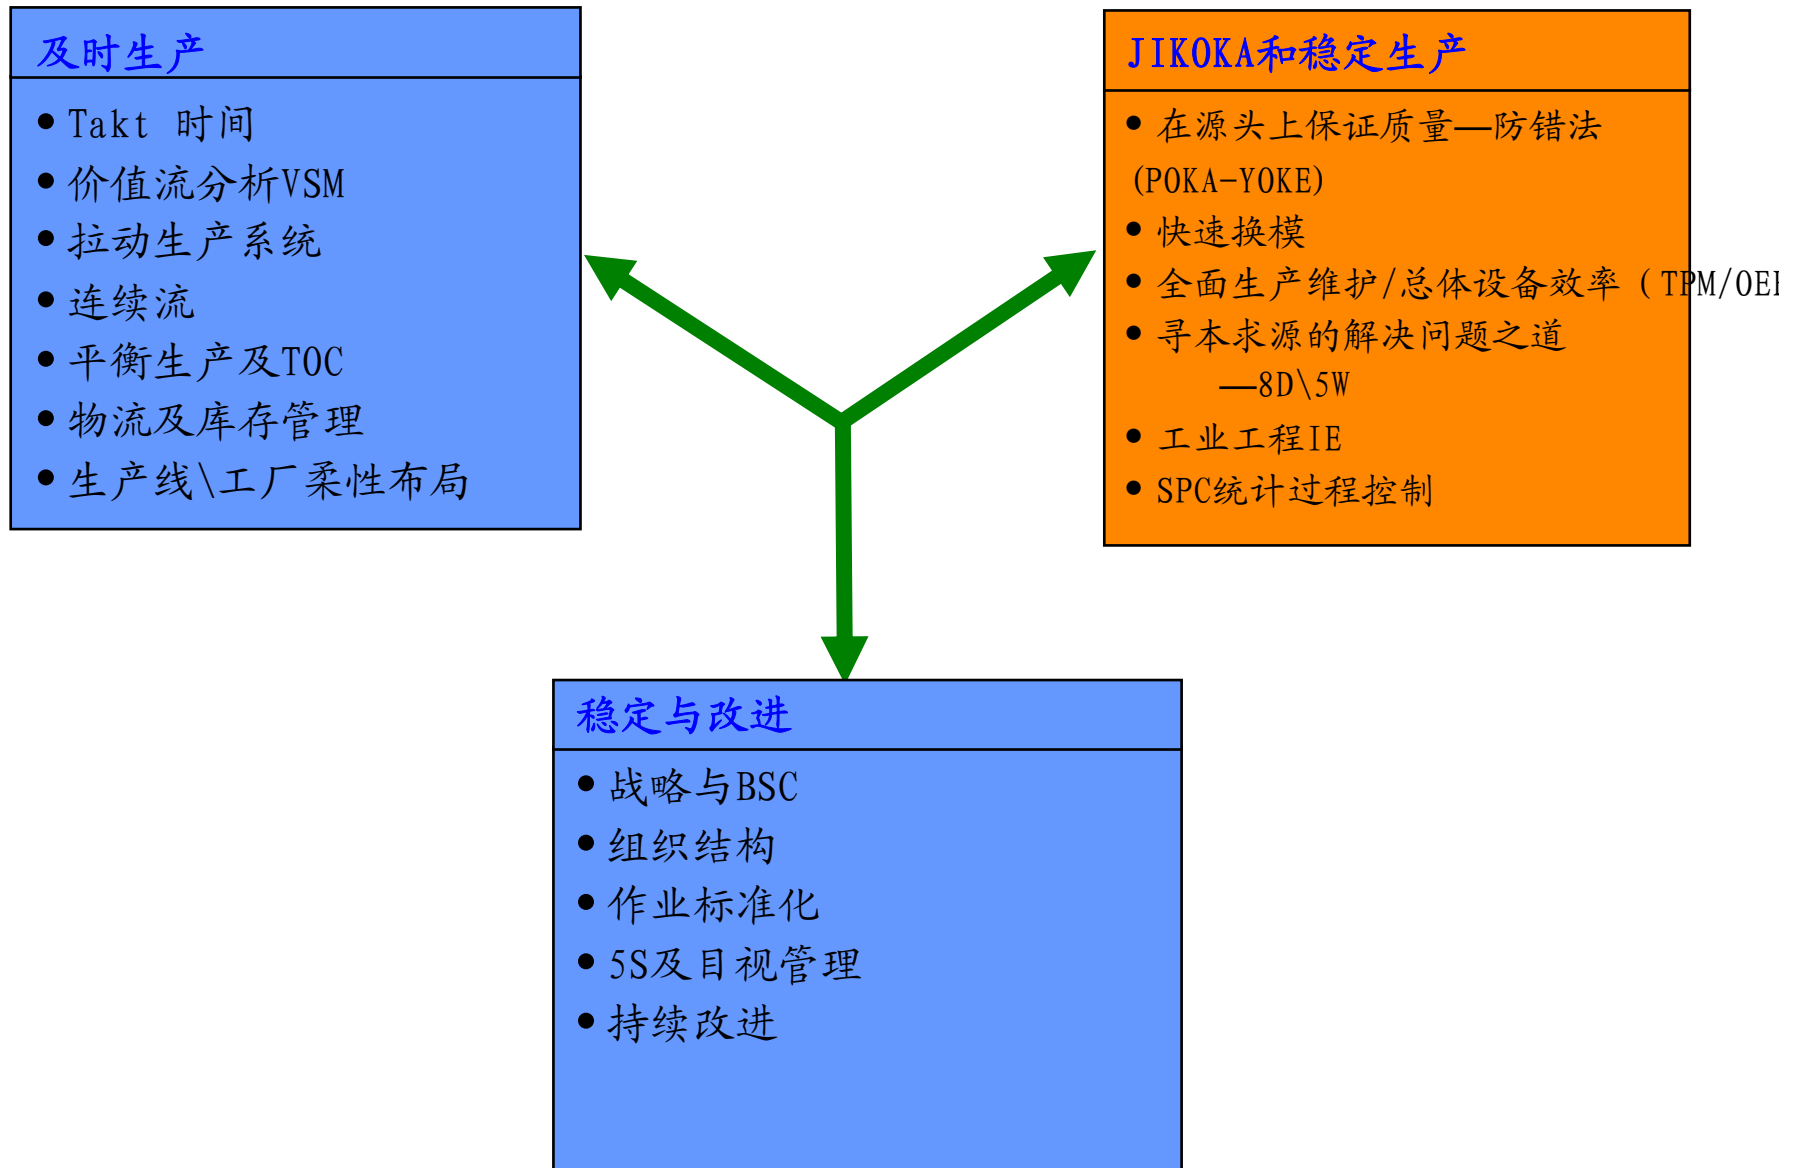 及时生产
• Takt 时间
• 价值流分析VSM
• 拉动生产系统
• 连续流
• 平衡生产及TOC
• 物流及库存管理
• 生产线\工厂柔性布局
JIKOKA和稳定生产
• 在源头上保证质量—防错法
(POKA-YOKE)
• 快速换模
• 全面生产维护/总体设备效率（TPM/OE
• 寻本求源的解决问题之道
—8D\5W
• 工业工程IE
• SPC统计过程控制
稳定与改进
• 战略与BSC
• 组织结构
• 作业标准化
• 5S及目视管理
• 持续改进